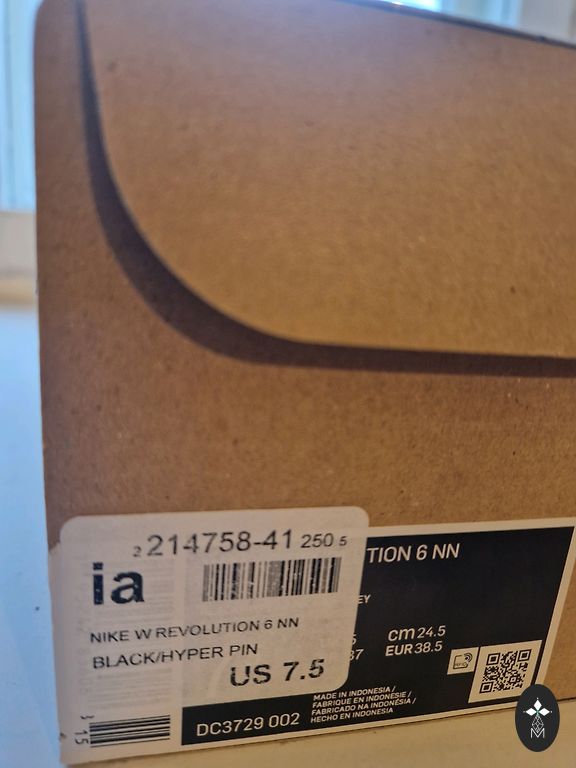 2 214758-41 250 5
ia
NIKE W REVOLUTION 6 NN
BLACK/HYPER PIN
US 7.5
3 15
TION 6 NN
EY
5
37
cm 24.5
EUR 38.5
MADE IN INDONESIA /
FABRIQUE EN INDONESIE /
FABRICADO NA INDONÉSIA /
HECHO EN INDONESIA
DC3729 002
M